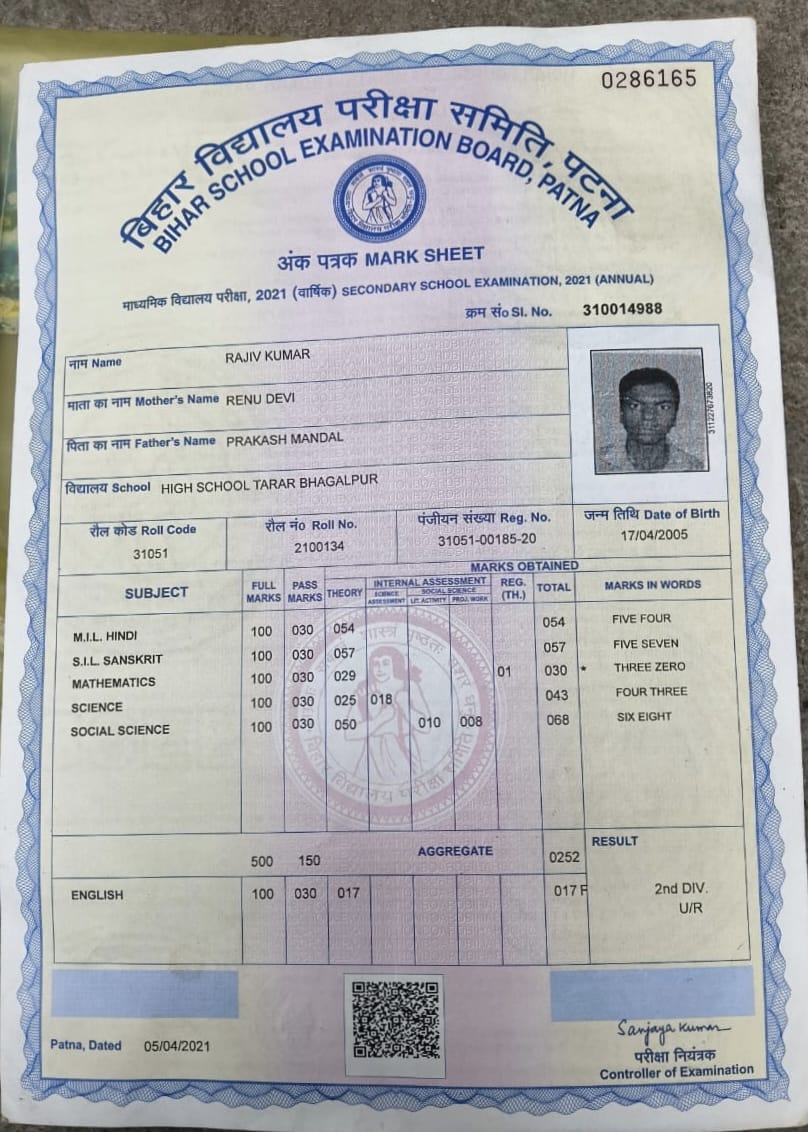 0286165
बिहार विद्यालय परीक्षा समिति, पटना
BIHAR SCHOOL EXAMINATION BOARD, PATNA
अंक पत्रक MARK SHEET
माध्यमिक विद्यालय परीक्षा, 2021 (वार्षिक) SECONDARY SCHOOL EXAMINATION, 2021 (ANNUAL)
क्रम सं० Sl. No. 310014988
नाम Name RAJIV KUMAR
माता का नाम Mother's Name RENU DEVI
पिता का नाम Father's Name PRAKASH MANDAL
विद्यालय School HIGH SCHOOL TARAR BHAGALPUR
रौल कोड Roll Code रौल नं० Roll No. पंजीयन संख्या Reg. No. जन्म तिथि Date of Birth
31051 2100134 31051-00185-20 17/04/2005
MARKS OBTAINED
SUBJECT FULL MARKS PASS MARKS THEORY INTERNAL ASSESSMENT REG. (TH.) TOTAL MARKS IN WORDS
SCIENCE ASSESSMENT SOCIAL SCIENCE LIT. ACTIVITY PROJ. WORK
M.I.L. HINDI 100 030 054 054 FIVE FOUR
S.I.L. SANSKRIT 100 030 057 057 FIVE SEVEN
MATHEMATICS 100 030 029 01 030 * THREE ZERO
SCIENCE 100 030 025 018 043 FOUR THREE
SOCIAL SCIENCE 100 030 050 010 008 068 SIX EIGHT
500 150 AGGREGATE 0252 RESULT
ENGLISH 100 030 017 017 F 2nd DIV.
U/R
Patna, Dated 05/04/2021
Sanjaya Kumar
परीक्षा नियंत्रक
Controller of Examination